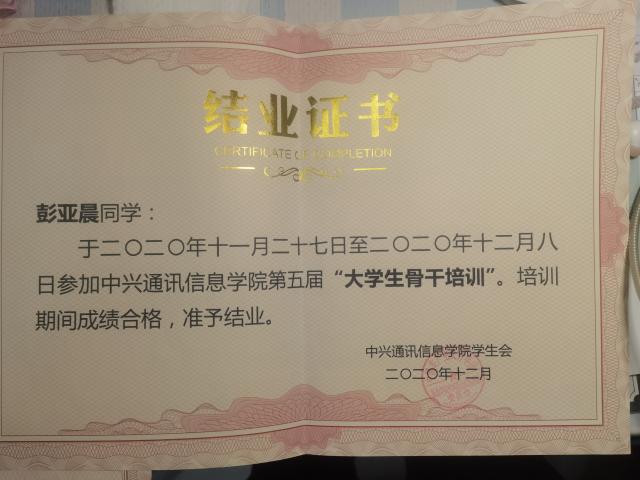 结业证书
CERTIFICATE OF COMPLETION
彭亚晨同学：
于二〇二〇年十一月二十七日至二〇二〇年十二月八
日参加中兴通讯信息学院第五届“大学生骨干培训”。培训
期间成绩合格，准予结业。
中兴通讯信息学院学生会
二〇二〇年十二月